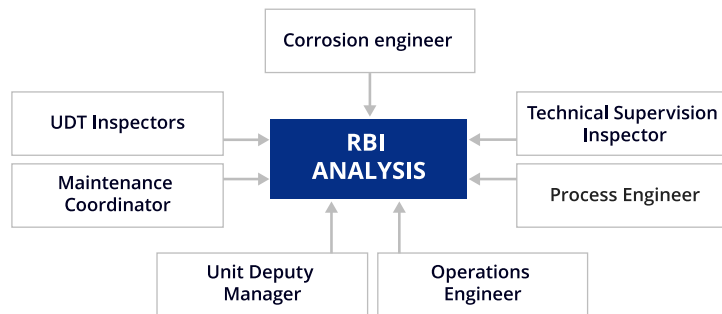 Corrosion engineer
UDT Inspectors
Technical Supervision
Inspector
RBI
ANALYSIS
Maintenance
Coordinator
Process Engineer
Unit Deputy
Manager
Operations
Engineer